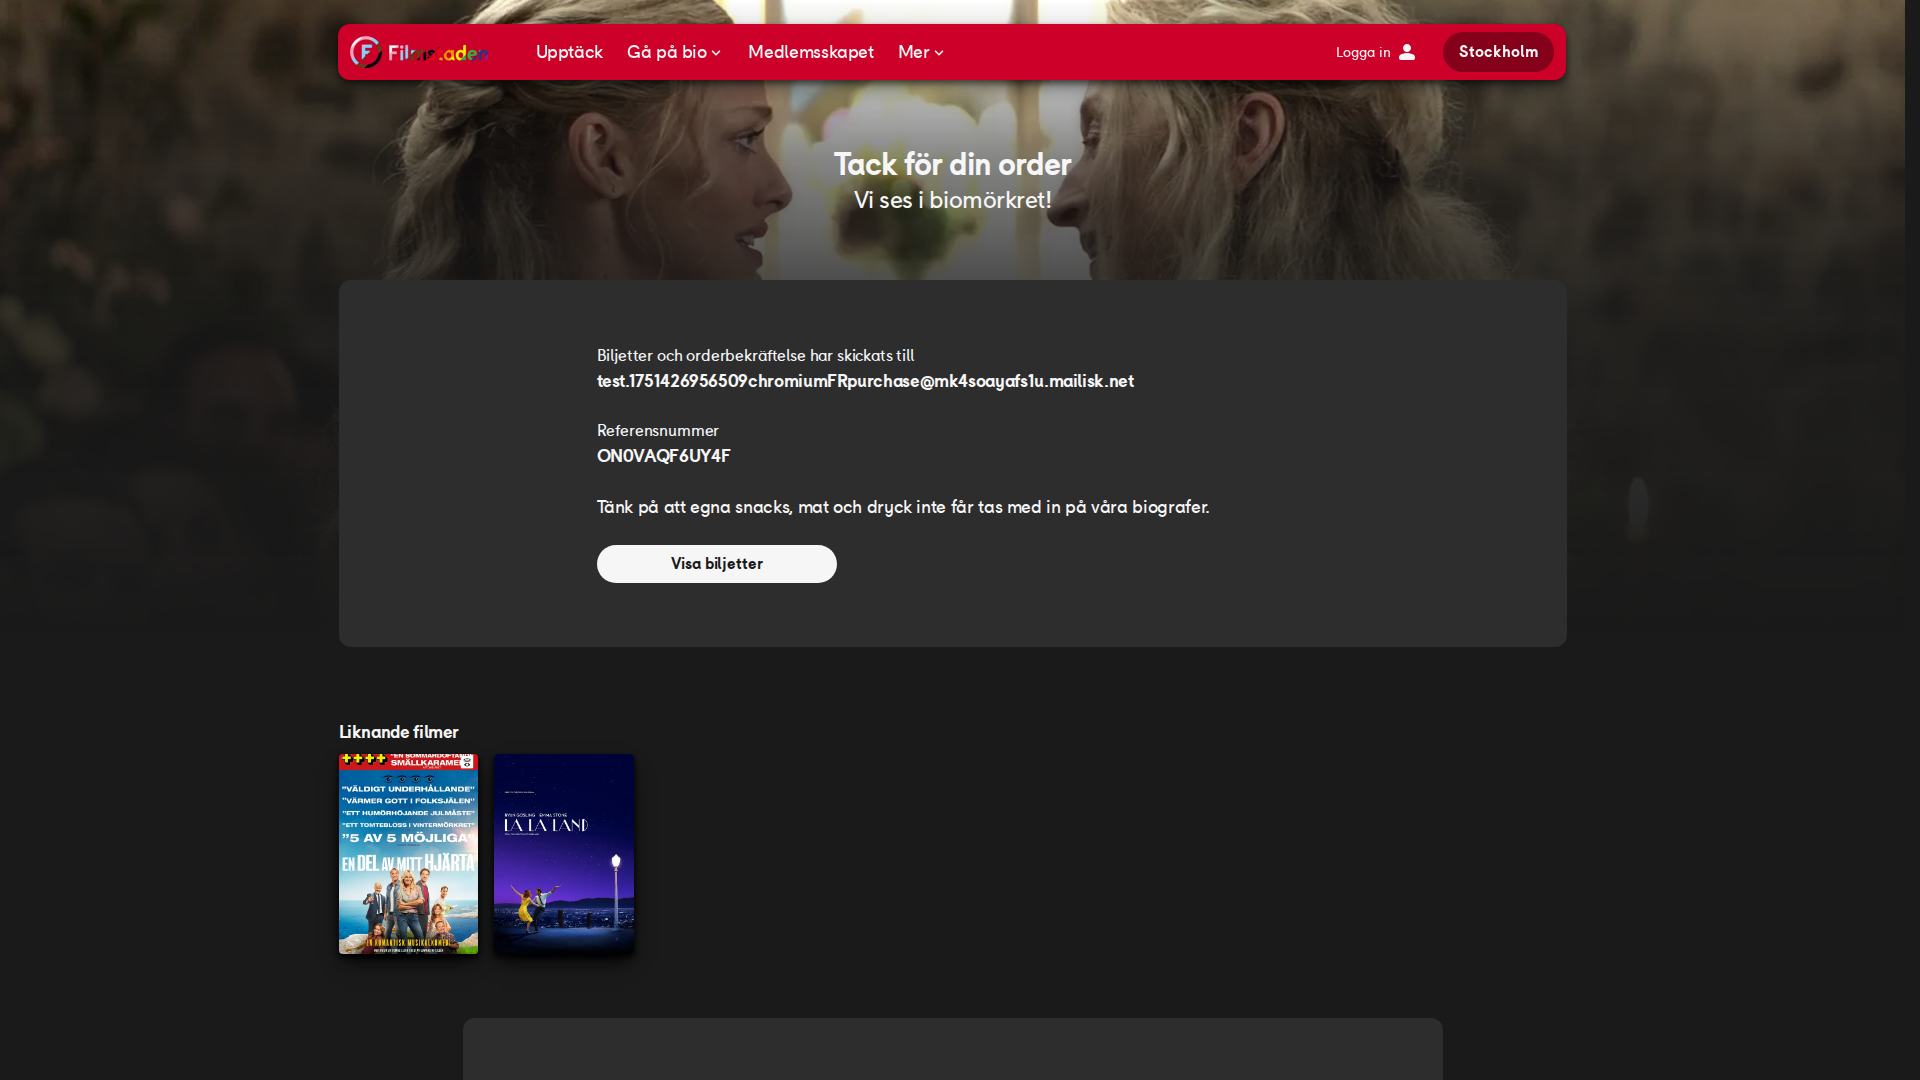 Filmstaden
Upptäck
Gå på bio
Medlemsskapet
Mer
Logga in
Stockholm
Tack för din order
Vi ses i biomörkret!
Biljetter och orderbekräftelse har skickats till
test.1751426956509chromiumFRpurchase@mk4soayafs1u.mailisk.net
Referensnummer
ON0VAQF6UY4F
Tänk på att egna snacks, mat och dryck inte får tas med in på våra biografer.
Visa biljetter
Liknande filmer
SMÄLLKARAMEL
"VÄLDIGT UNDERHÅLLANDE"
"VÄRMER GOTT I FOLKSJÄLEN"
"ETT HUMÖRHÖJANDE JULMÅSTE"
"ETT TOMTEBLOSS I VINTERMÖRKRET"
"5 AV 5 MÖJLIGA"
EN DEL AV MITT HJÄRTA
EN ROMANTISK MUSIKALKOMEDI
RYAN GOSLING EMMA STONE
LA LA LAND